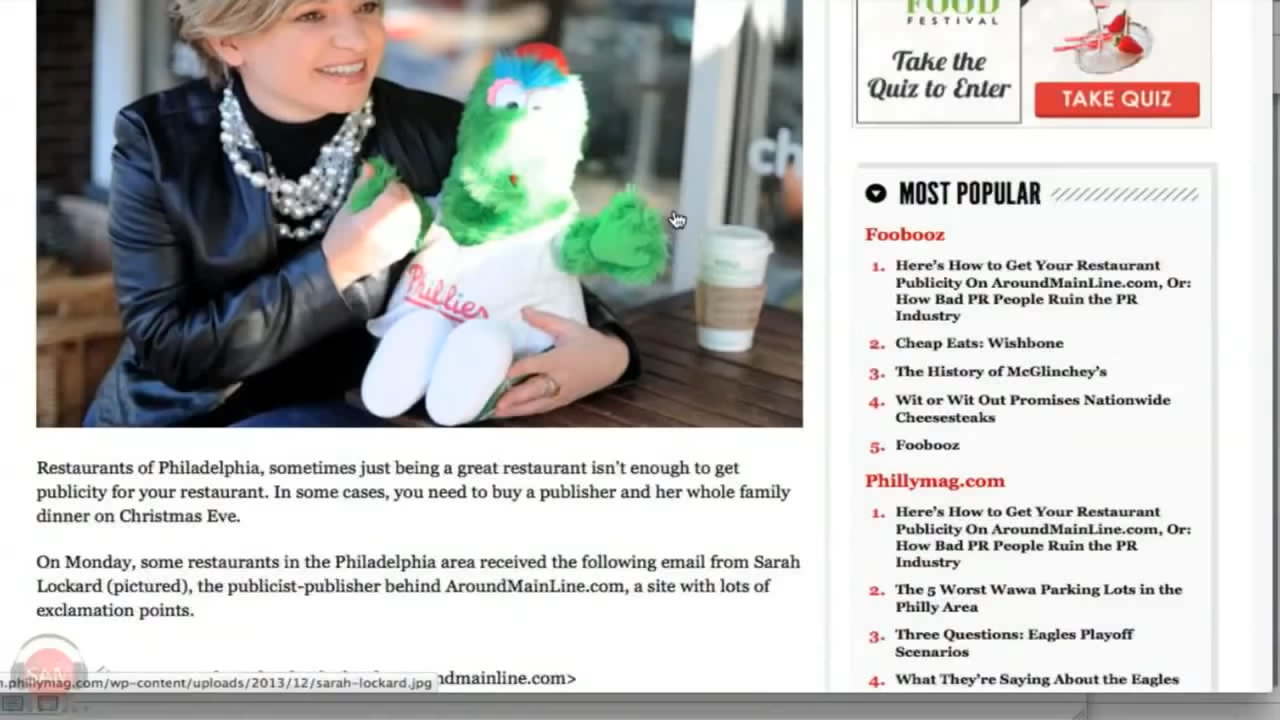 FOOD
FESTIVAL
Take the
Quiz to Enter
TAKE QUIZ
ch
Phillies
MOST POPULAR
Foobooz
1. Here's How to Get Your Restaurant
Publicity On AroundMainLine.com, Or:
How Bad PR People Ruin the PR
Industry
2. Cheap Eats: Wishbone
3. The History of McGlinchey's
4. Wit or Wit Out Promises Nationwide
Cheesesteaks
5. Foobooz
Phillymag.com
1. Here's How to Get Your Restaurant
Publicity On AroundMainLine.com, Or:
How Bad PR People Ruin the PR
Industry
2. The 5 Worst Wawa Parking Lots in the
Philly Area
3. Three Questions: Eagles Playoff
Scenarios
4. What They're Saying About the Eagles
Restaurants of Philadelphia, sometimes just being a great restaurant isn't enough to get
publicity for your restaurant. In some cases, you need to buy a publisher and her whole family
dinner on Christmas Eve.
On Monday, some restaurants in the Philadelphia area received the following email from Sarah
Lockard (pictured), the publicist-publisher behind AroundMainLine.com, a site with lots of
exclamation points.
ndmainline.com>
SAN
n.phillymag.com/wp-content/uploads/2013/12/sarah-lockard.jpg